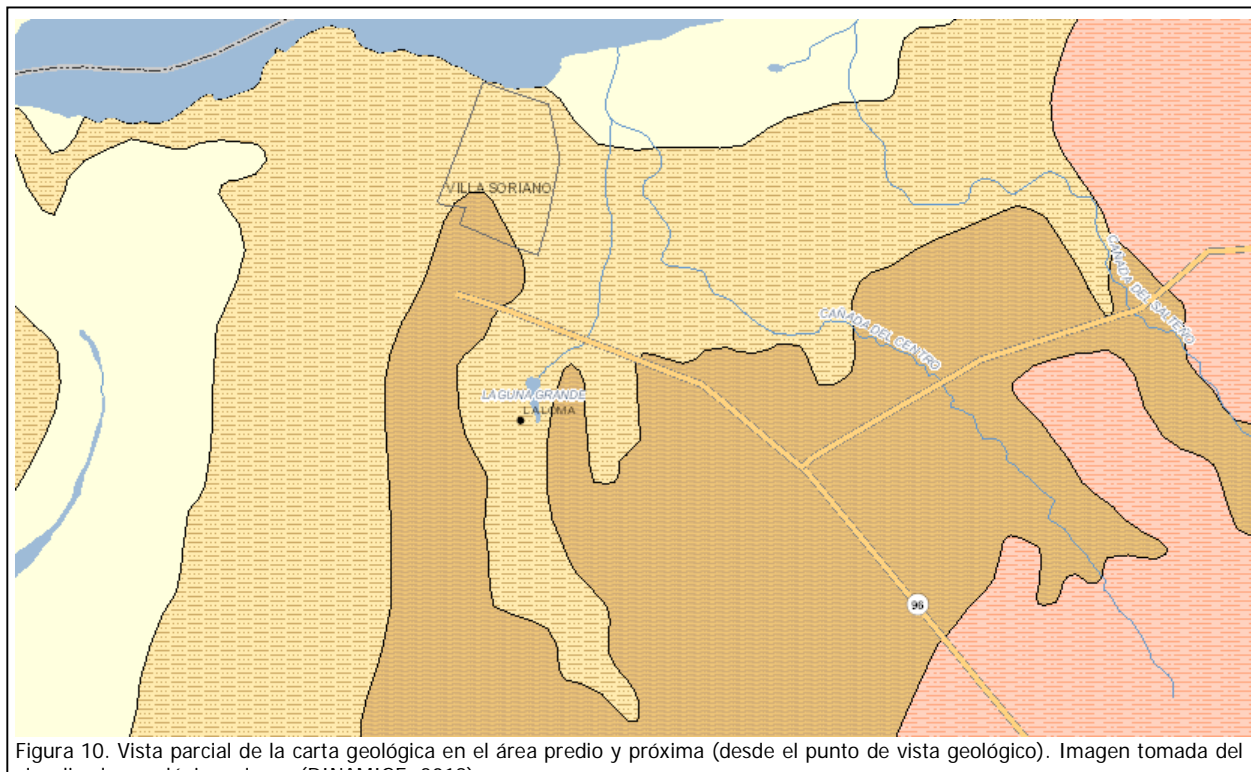 VILLA SORIANO
CAÑADA DEL SALTEÑO
CAÑADA DEL CENTRO
LAGUNA GRANDE
LA LOMA
96
Figura 10. Vista parcial de la carta geológica en el área predio y próxima (desde el punto de vista geológico). Imagen tomada del